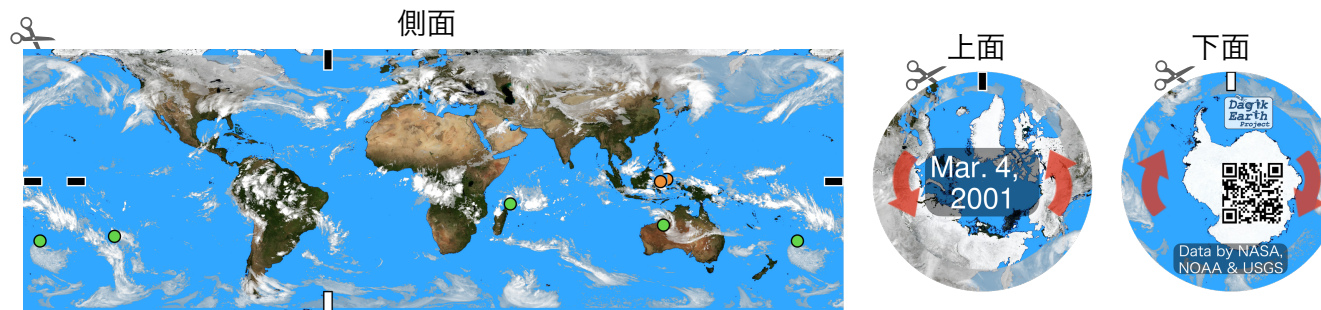 側面
上面
下面
Mar. 4,
2001
Dagik
Earth
Project
Data by NASA,
NOAA & USGS